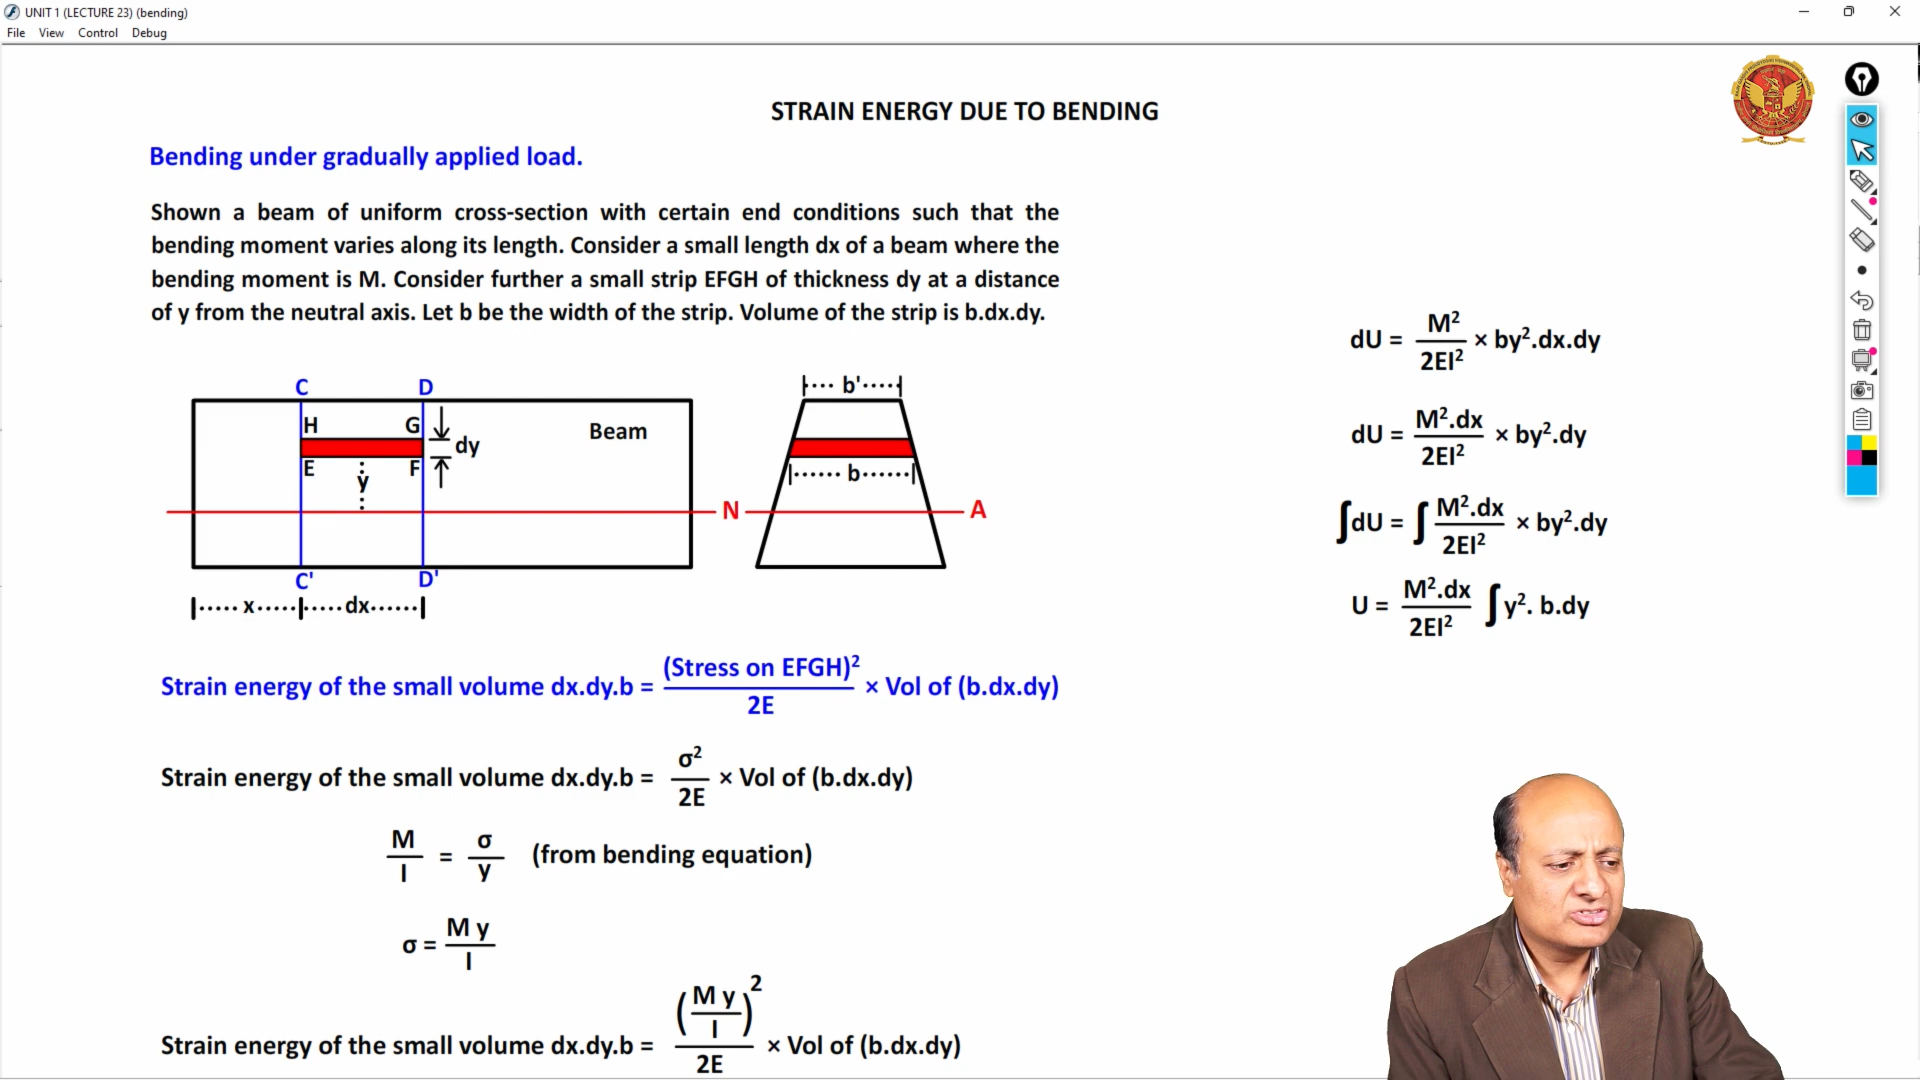 UNIT 1 (LECTURE 23) (bending)
File View Control Debug
STRAIN ENERGY DUE TO BENDING
Bending under gradually applied load.
Shown a beam of uniform cross-section with certain end conditions such that the
bending moment varies along its length. Consider a small length dx of a beam where the
bending moment is M. Consider further a small strip EFGH of thickness dy at a distance
of y from the neutral axis. Let b be the width of the strip. Volume of the strip is b.dx.dy.
C D b'
H G Beam
dy
E F
y b
N A
C' D'
x dx
Strain energy of the small volume dx.dy.b = (Stress on EFGH)² / 2E × Vol of (b.dx.dy)
Strain energy of the small volume dx.dy.b = σ² / 2E × Vol of (b.dx.dy)
M / I = σ / y (from bending equation)
σ = M y / I
Strain energy of the small volume dx.dy.b = (M y / I)² / 2E × Vol of (b.dx.dy)
dU = M² / 2EI² × by².dx.dy
dU = M².dx / 2EI² × by².dy
∫dU = ∫ M².dx / 2EI² × by².dy
U = M².dx / 2EI² ∫y². b.dy